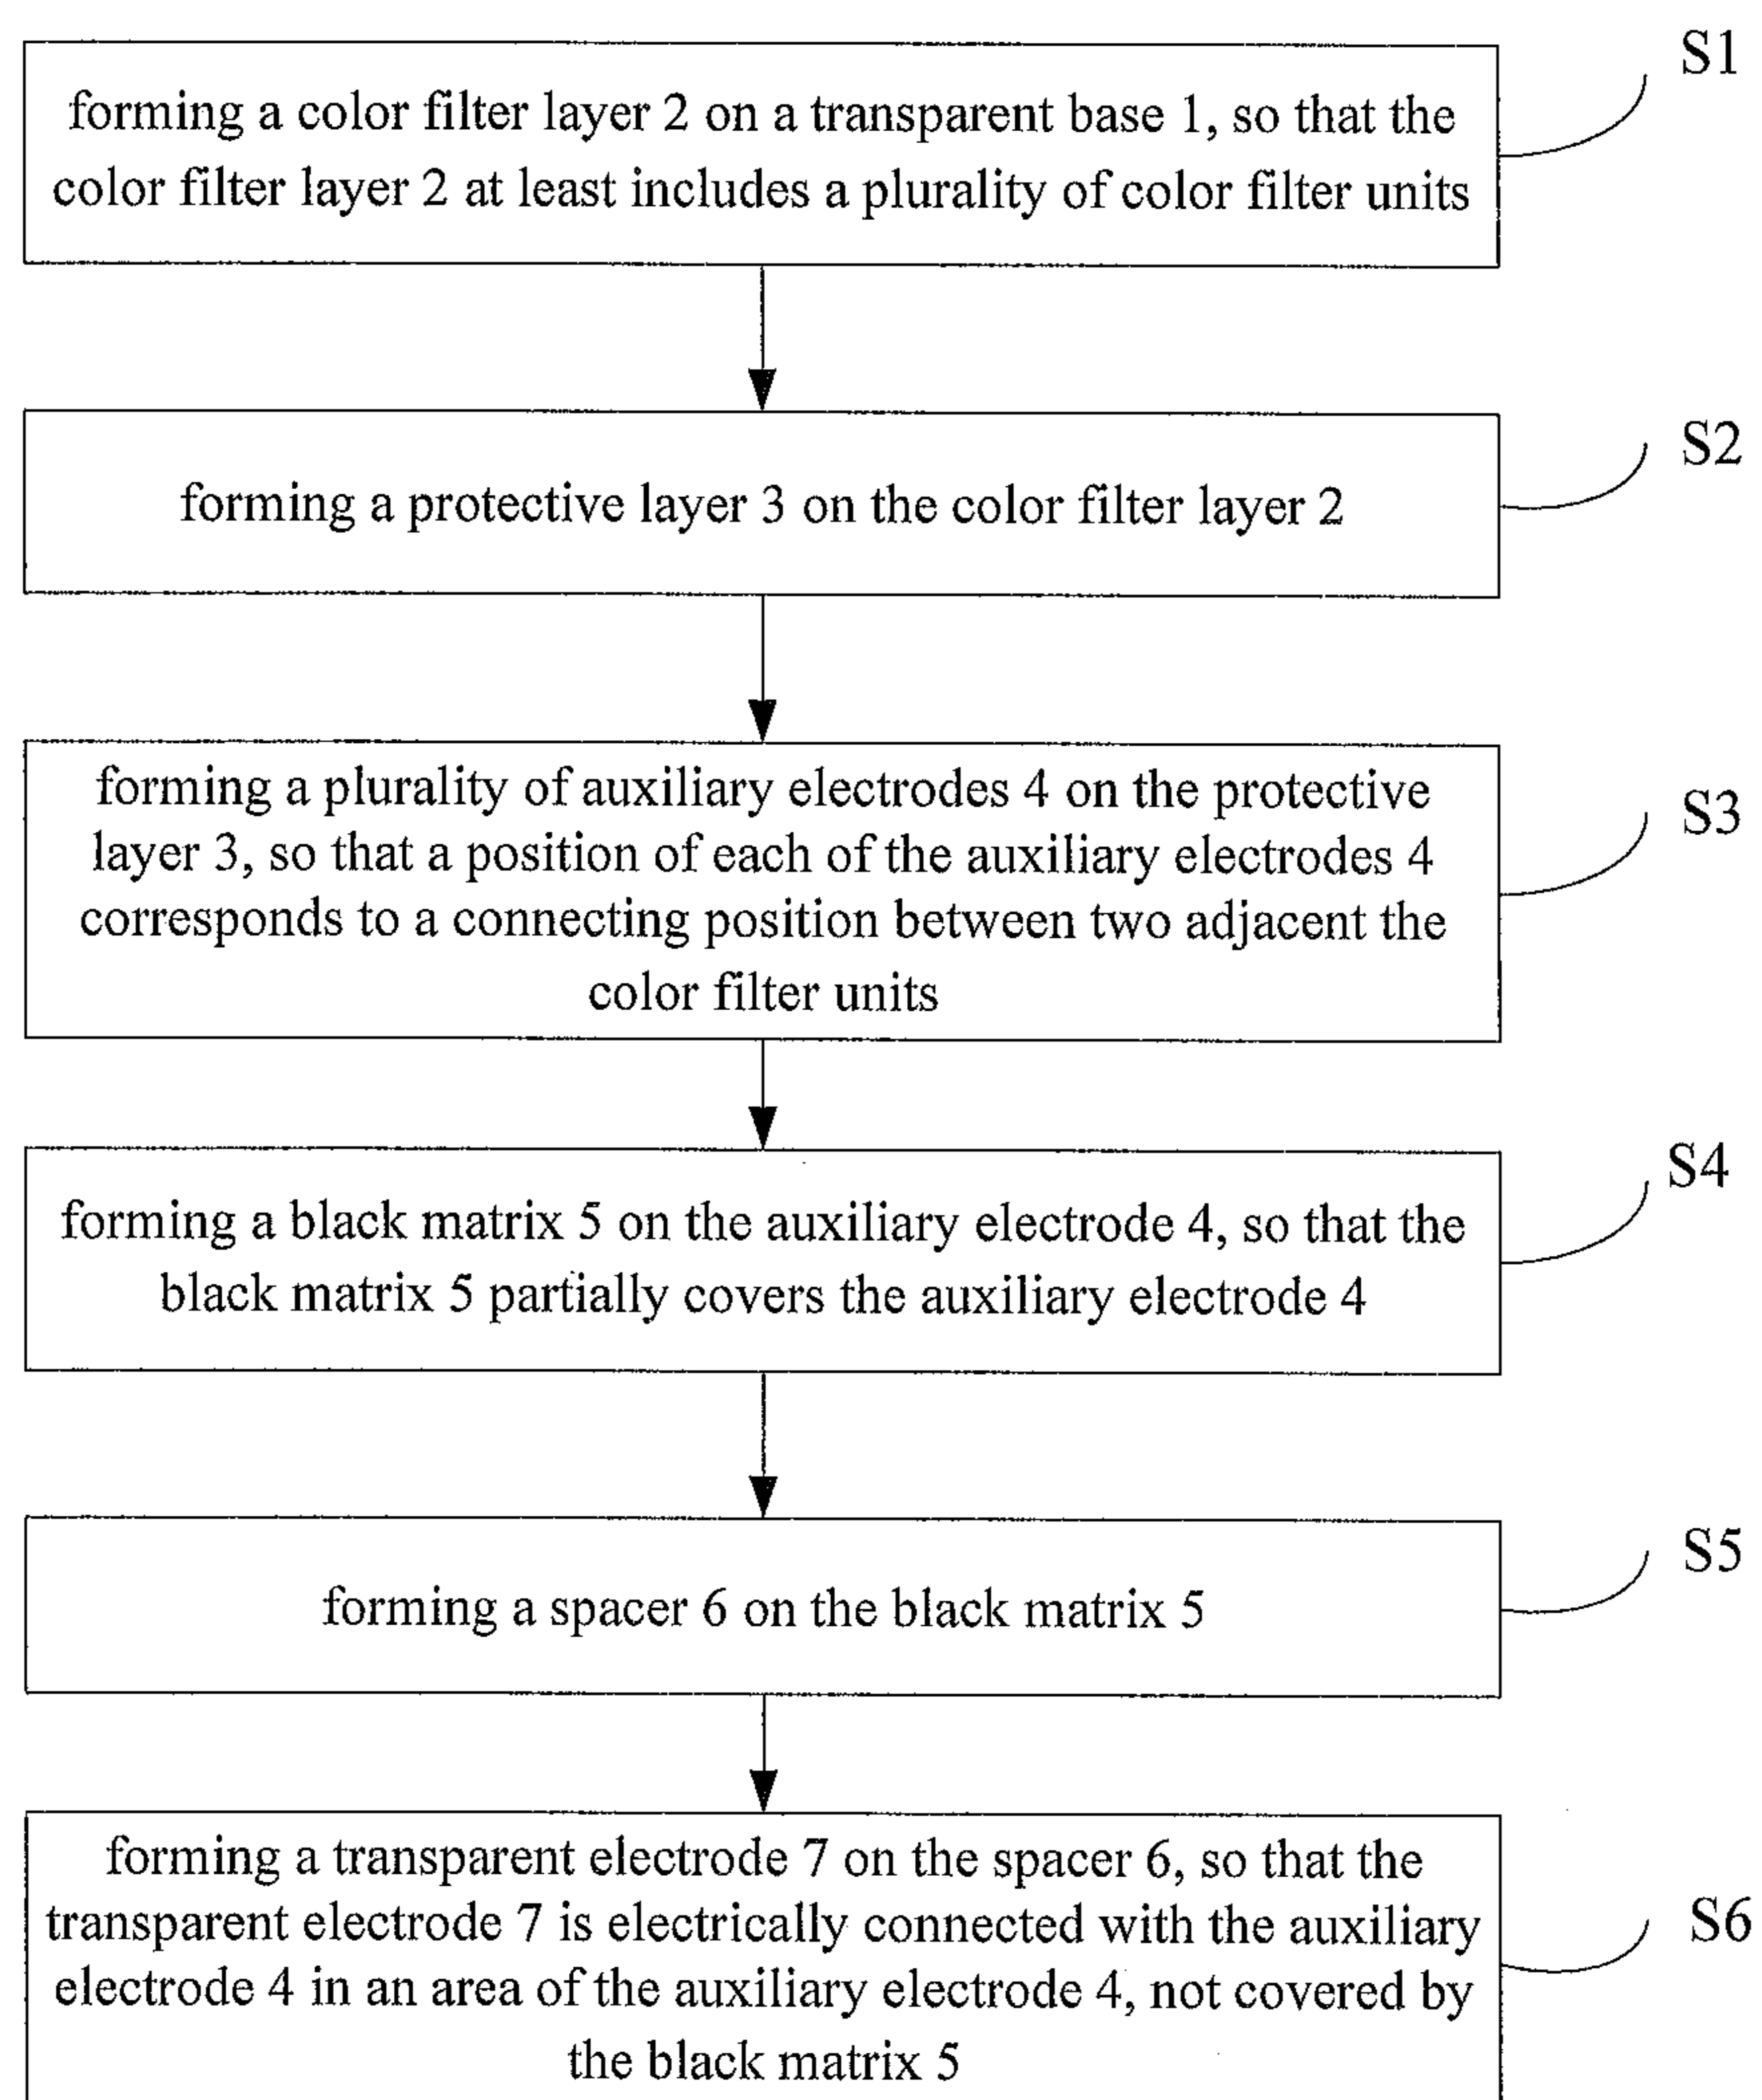 S1
forming a color filter layer 2 on a transparent base 1, so that the
color filter layer 2 at least includes a plurality of color filter units
S2
forming a protective layer 3 on the color filter layer 2
S3
forming a plurality of auxiliary electrodes 4 on the protective
layer 3, so that a position of each of the auxiliary electrodes 4
corresponds to a connecting position between two adjacent the
color filter units
S4
forming a black matrix 5 on the auxiliary electrode 4, so that the
black matrix 5 partially covers the auxiliary electrode 4
S5
forming a spacer 6 on the black matrix 5
S6
forming a transparent electrode 7 on the spacer 6, so that the
transparent electrode 7 is electrically connected with the auxiliary
electrode 4 in an area of the auxiliary electrode 4, not covered by
the black matrix 5